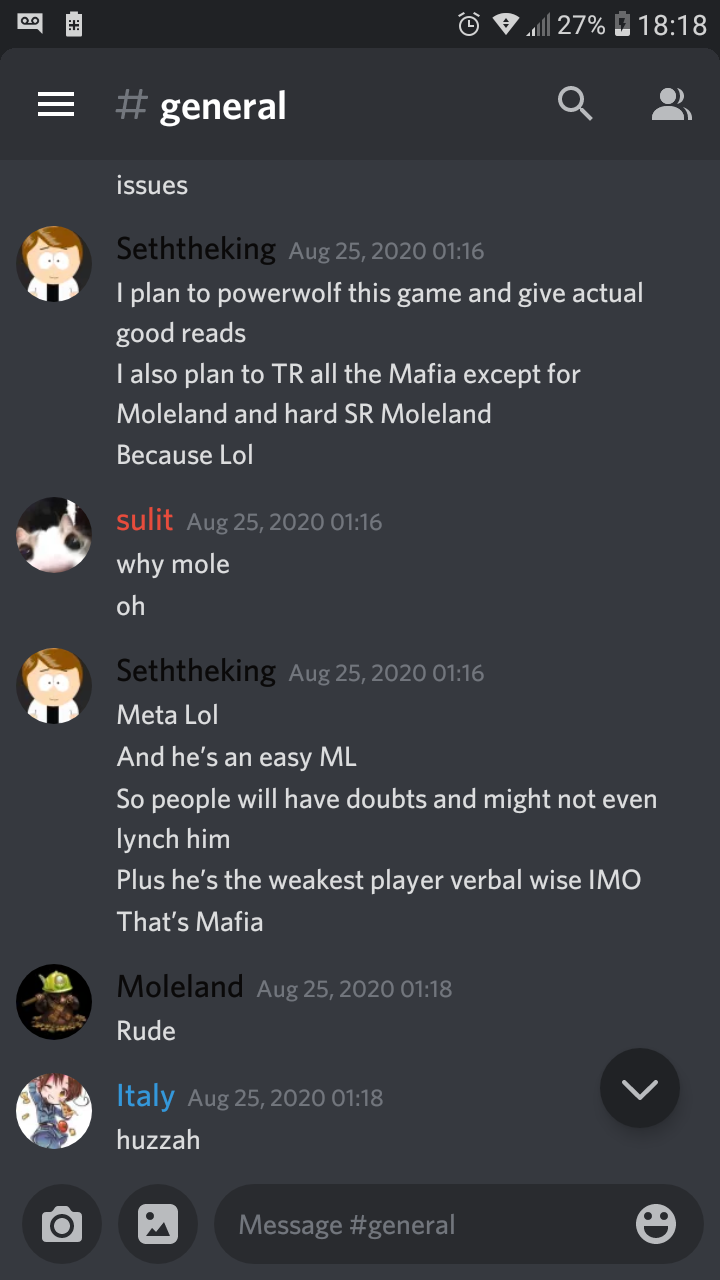 27% 18:18
# general
issues
Seththeking Aug 25, 2020 01:16
I plan to powerwolf this game and give actual
good reads
I also plan to TR all the Mafia except for
Moleland and hard SR Moleland
Because Lol
sulit Aug 25, 2020 01:16
why mole
oh
Seththeking Aug 25, 2020 01:16
Meta Lol
And he's an easy ML
So people will have doubts and might not even
lynch him
Plus he's the weakest player verbal wise IMO
That's Mafia
Moleland Aug 25, 2020 01:18
Rude
Italy Aug 25, 2020 01:18
huzzah
Message #general